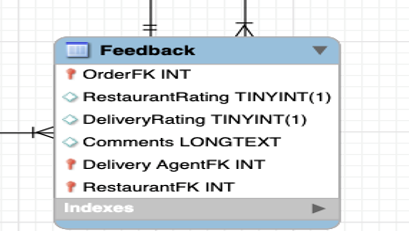 Feedback
OrderFK INT
RestaurantRating TINYINT(1)
DeliveryRating TINYINT(1)
Comments LONGTEXT
Delivery AgentFK INT
RestaurantFK INT
Indexes